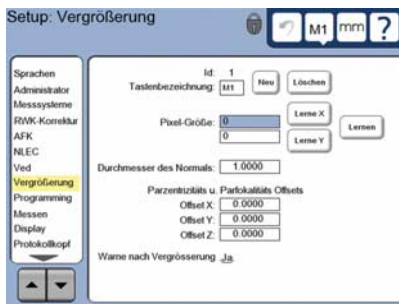 Setup: Vergrößerung
M1 mm ?
Sprachen
Administrator
Messsysteme
RWK-Korrektur
AFK
NLEC
Ved
Vergrößerung
Programming
Messen
Display
Protokollkopf
Id: 1
Tastenbezeichnung: M1 Neu Löschen
Pixel-Größe: 0 Lerne X
0 Lerne Y
Lernen
Durchmesser des Normals: 1.0000
Parzentrizitäts u. Parfokalitäts Offsets
Offset X: 0.0000
Offset Y: 0.0000
Offset Z: 0.0000
Warne nach Vergrösserung Ja